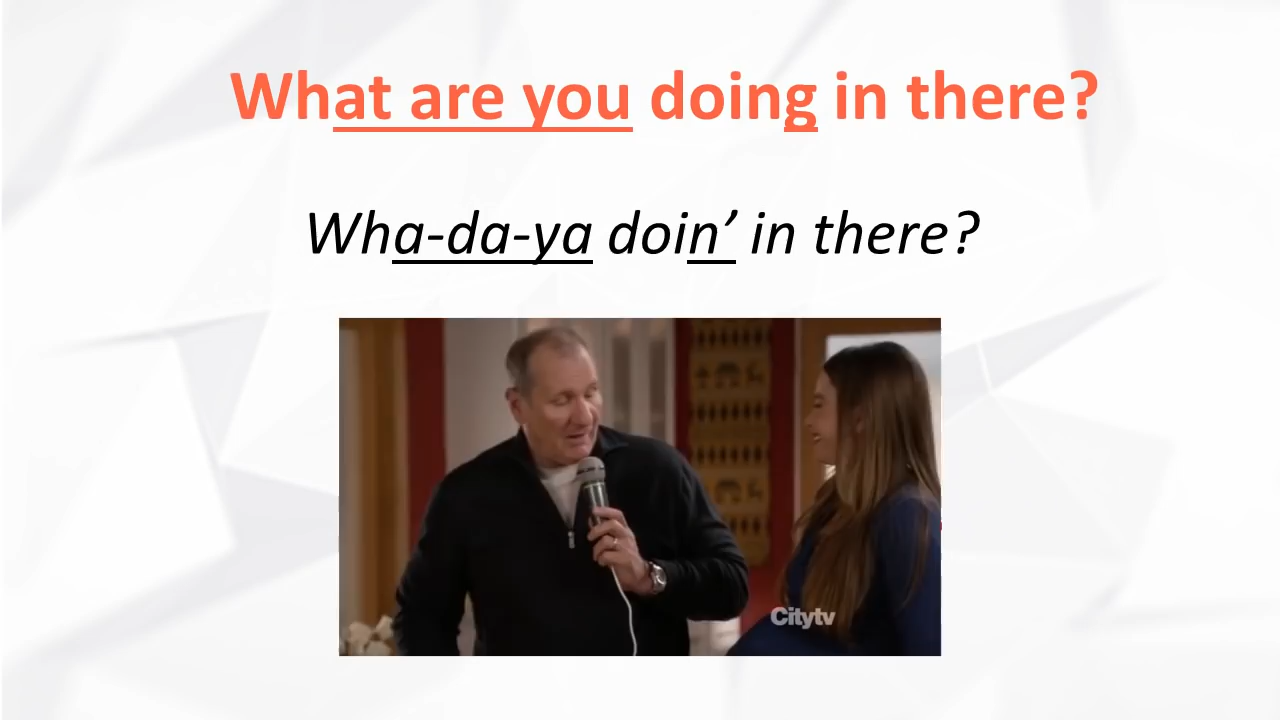 What are you doing in there?
Wha-da-ya doin’ in there?
Citytv